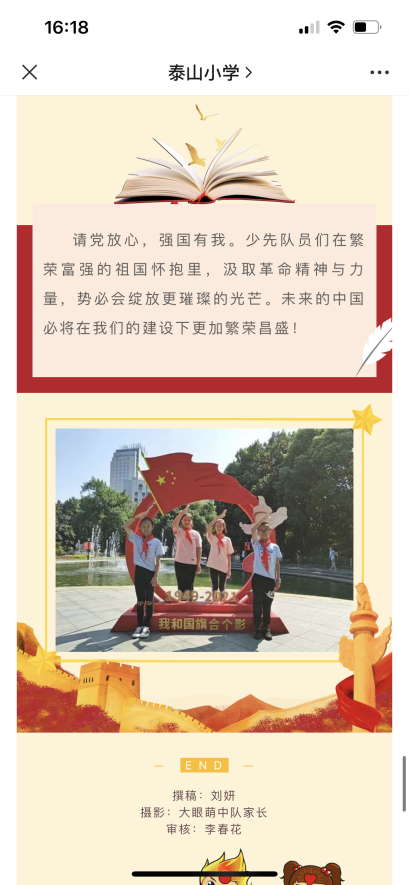 16:18
泰山小学
请党放心，强国有我。少先队员们在繁
荣富强的祖国怀抱里，汲取革命精神与力
量，势必会绽放更璀璨的光芒。未来的中国
必将在我们的建设下更加繁荣昌盛！
1949-2021
我和国旗合个影
END
撰稿：刘妍
摄影：大眼萌中队家长
审核：李春花